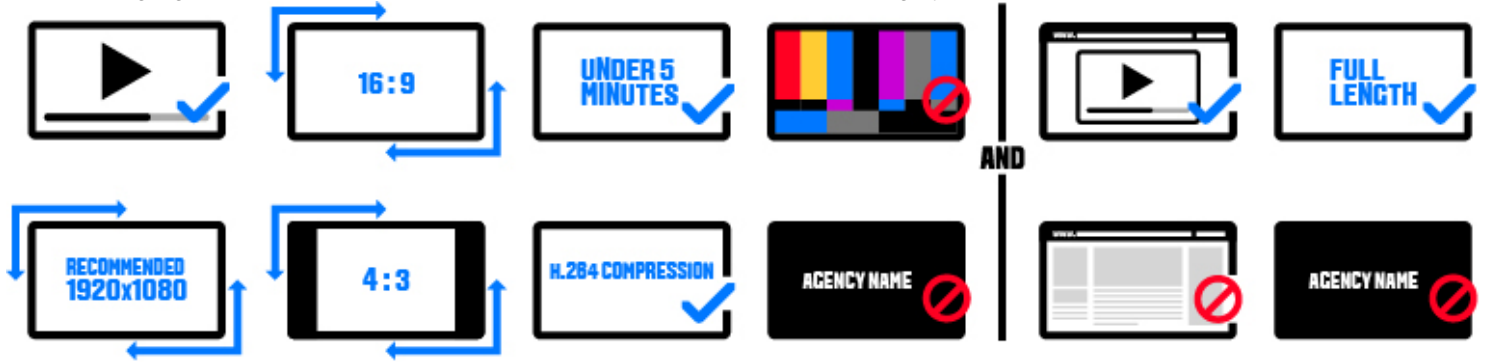 16:9
UNDER 5
MINUTES
FULL
LENGTH
AND
RECOMMENDED
1920x1080
4:3
H.264 COMPRESSION
AGENCY NAME
AGENCY NAME